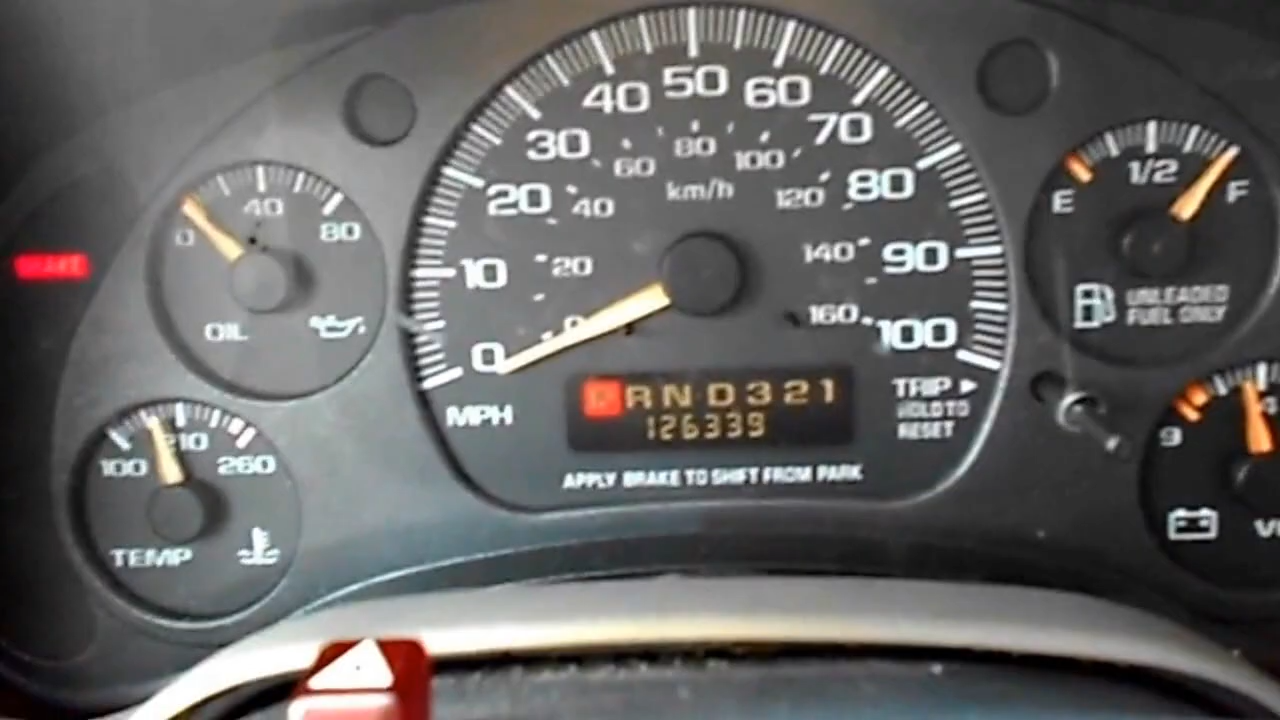 50
40
60
30
70
20
80
10
90
0
100
60
80
100
km/h
40
120
20
140
0
160
MPH
RND321
126339
TRIP
HOLD TO
RESET
APPLY BRAKE TO SHIFT FROM PARK
BRAKE
0
40
80
OIL
100
210
260
TEMP
E
1/2
F
UNLEADED
FUEL ONLY
9